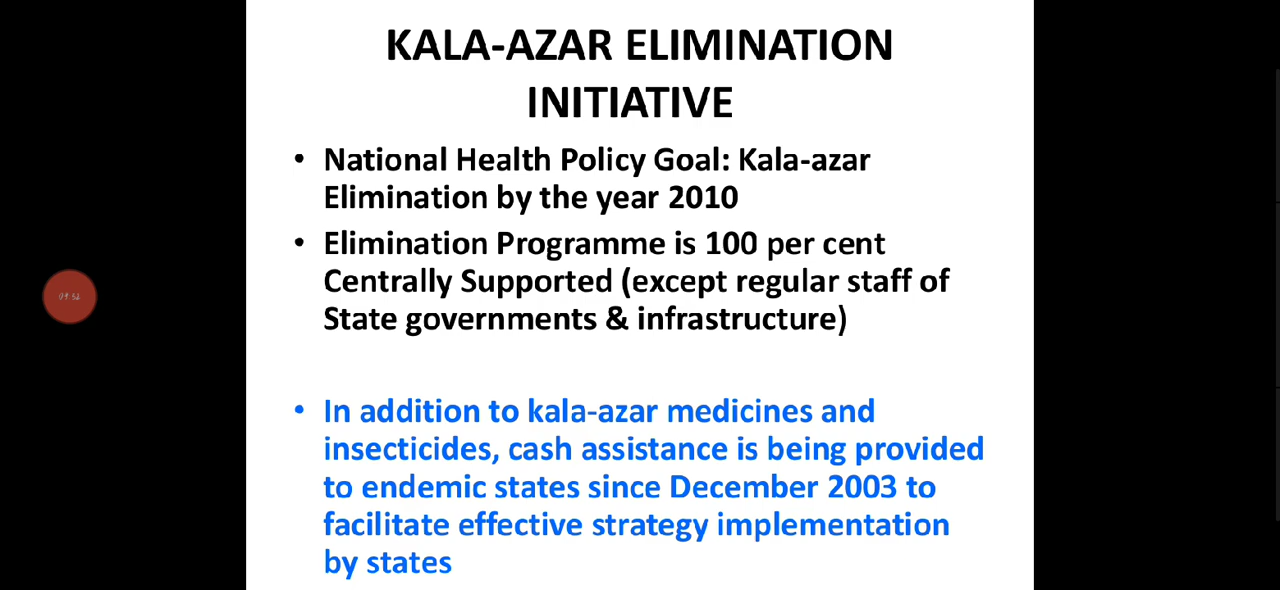 KALA-AZAR ELIMINATION
INITIATIVE
• National Health Policy Goal: Kala-azar
Elimination by the year 2010
• Elimination Programme is 100 per cent
Centrally Supported (except regular staff of
State governments & infrastructure)
• In addition to kala-azar medicines and
insecticides, cash assistance is being provided
to endemic states since December 2003 to
facilitate effective strategy implementation
by states